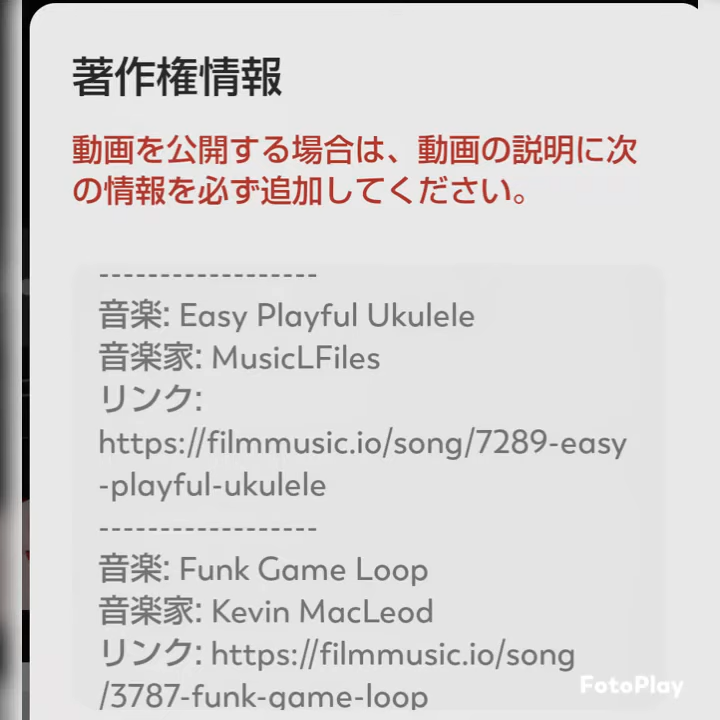 著作権情報
動画を公開する場合は、動画の説明に次
の情報を必ず追加してください。
------------------
音楽: Easy Playful Ukulele
音楽家: MusicLFiles
リンク:
https://filmmusic.io/song/7289-easy
-playful-ukulele
------------------
音楽: Funk Game Loop
音楽家: Kevin MacLeod
リンク: https://filmmusic.io/song
/3787-funk-game-loop
FotoPlay